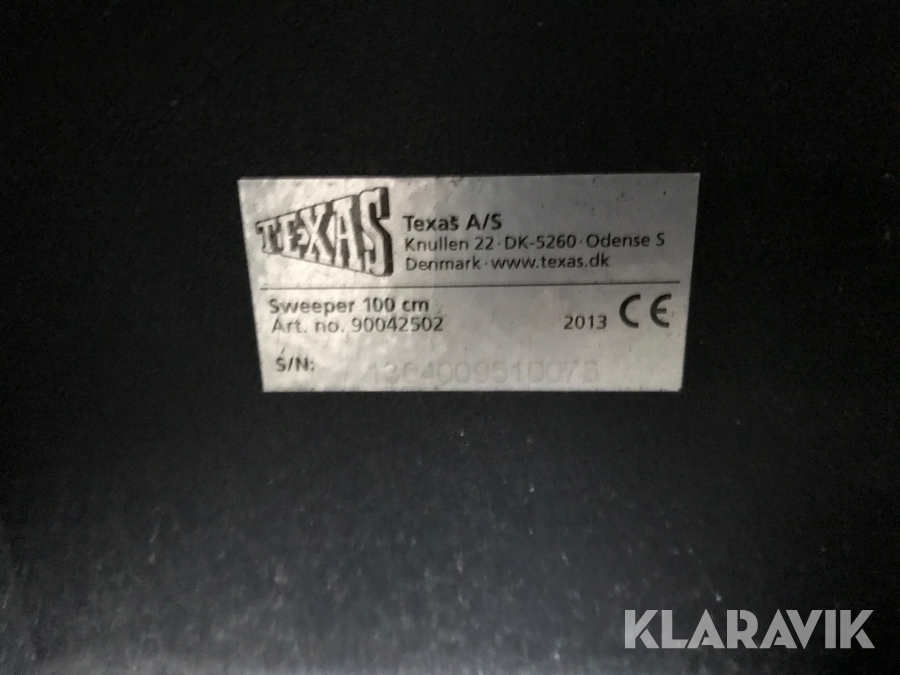 TEXAS
Texas A/S
Knullen 22 · DK-5260 · Odense S
Denmark · www.texas.dk
Sweeper 100 cm
Art. no. 90042502
2013 CE
S/N:
KLARAVIK